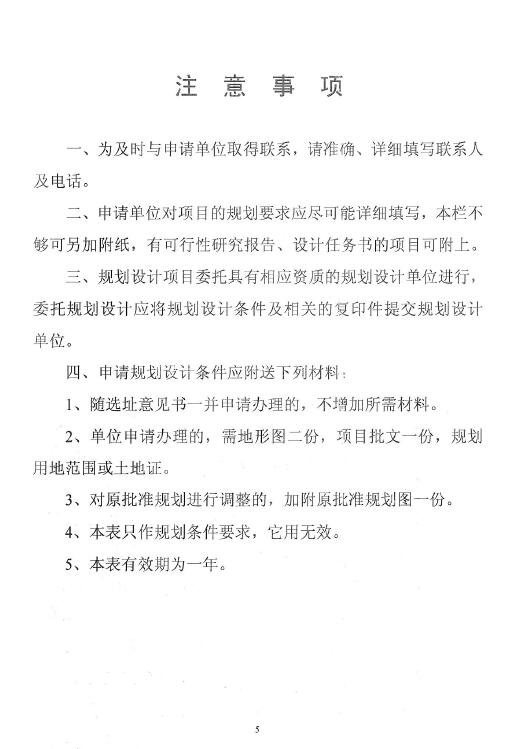 注 意 事 项
一、为及时与申请单位取得联系，请准确、详细填写联系人
及电话。
二、申请单位对项目的规划要求应尽可能详细填写，本栏不
够可另加附纸，有可行性研究报告、设计任务书的项目可附上。
三、规划设计项目委托具有相应资质的规划设计单位进行，
委托规划设计应将规划设计条件及相关的复印件提交规划设计
单位。
四、申请规划设计条件应附送下列材料：
1、随选址意见书一并申请办理的，不增加所需材料。
2、单位申请办理的，需地形图二份，项目批文一份，规划
用地范围或土地证。
3、对原批准规划进行调整的，加附原批准规划图一份。
4、本表只作规划条件要求，它用无效。
5、本表有效期为一年。
5